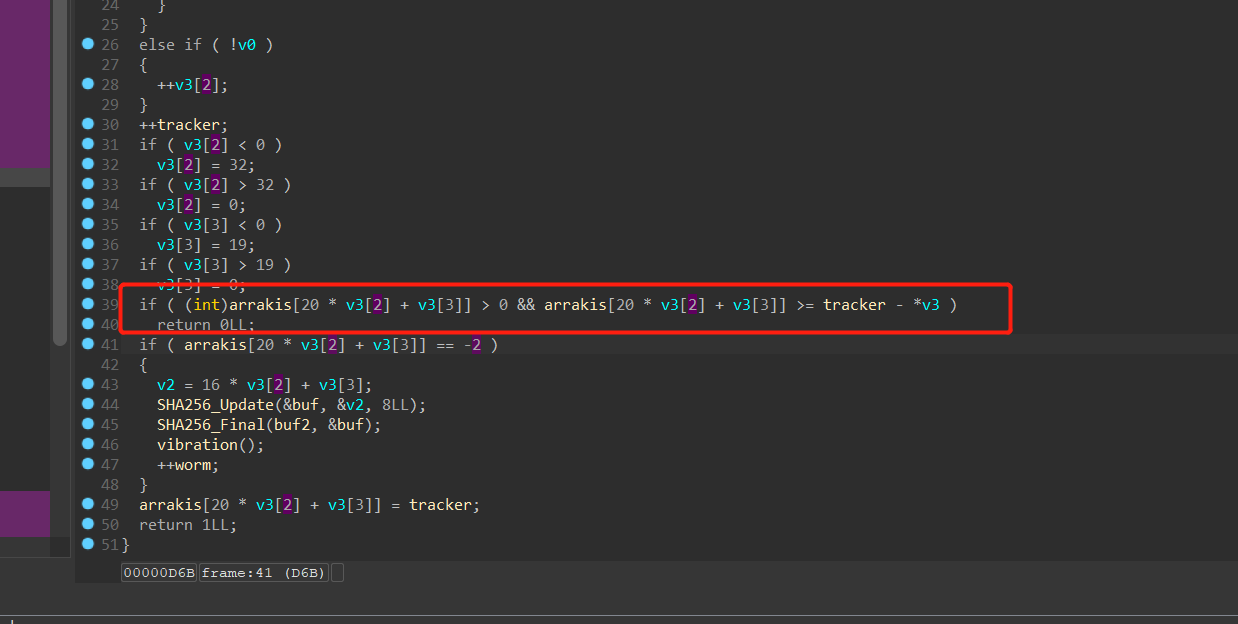 24 }
25 }
26 else if ( !v0 )
27 {
28 ++v3[2];
29 }
30 ++tracker;
31 if ( v3[2] < 0 )
32 v3[2] = 32;
33 if ( v3[2] > 32 )
34 v3[2] = 0;
35 if ( v3[3] < 0 )
36 v3[3] = 19;
37 if ( v3[3] > 19 )
38 v3[3] = 0;
39 if ( (int)arrakis[20 * v3[2] + v3[3]] > 0 && arrakis[20 * v3[2] + v3[3]] >= tracker - *v3 )
40 return 0LL;
41 if ( arrakis[20 * v3[2] + v3[3]] == -2 )
42 {
43 v2 = 16 * v3[2] + v3[3];
44 SHA256_Update(&buf, &v2, 8LL);
45 SHA256_Final(buf2, &buf);
46 vibration();
47 ++worm;
48 }
49 arrakis[20 * v3[2] + v3[3]] = tracker;
50 return 1LL;
51 }
00000D6B frame:41 (D6B)